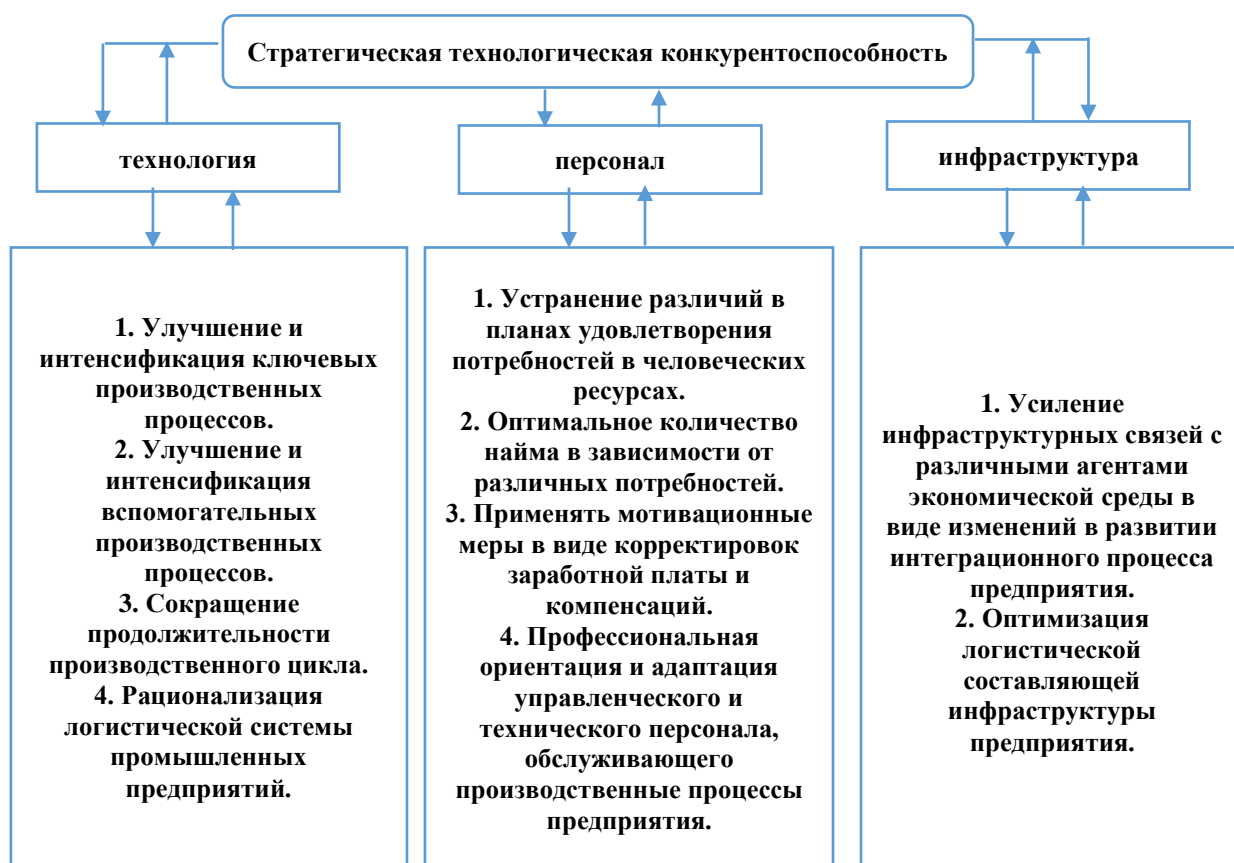 Стратегическая технологическая конкурентоспособность
технология
персонал
инфраструктура
1. Улучшение и
интенсификация ключевых
производственных
процессов.
2. Улучшение и
интенсификация
вспомогательных
производственных
процессов.
3. Сокращение
продолжительности
производственного цикла.
4. Рационализация
логистической системы
промышленных
предприятий.
1. Устранение различий в
планах удовлетворения
потребностей в человеческих
ресурсах.
2. Оптимальное количество
найма в зависимости от
различных потребностей.
3. Применять мотивационные
меры в виде корректировок
заработной платы и
компенсаций.
4. Профессиональная
ориентация и адаптация
управленческого и
технического персонала,
обслуживающего
производственные процессы
предприятия.
1. Усиление
инфраструктурных связей с
различными агентами
экономической среды в
виде изменений в развитии
интеграционного процесса
предприятия.
2. Оптимизация
логистической
составляющей
инфраструктуры
предприятия.